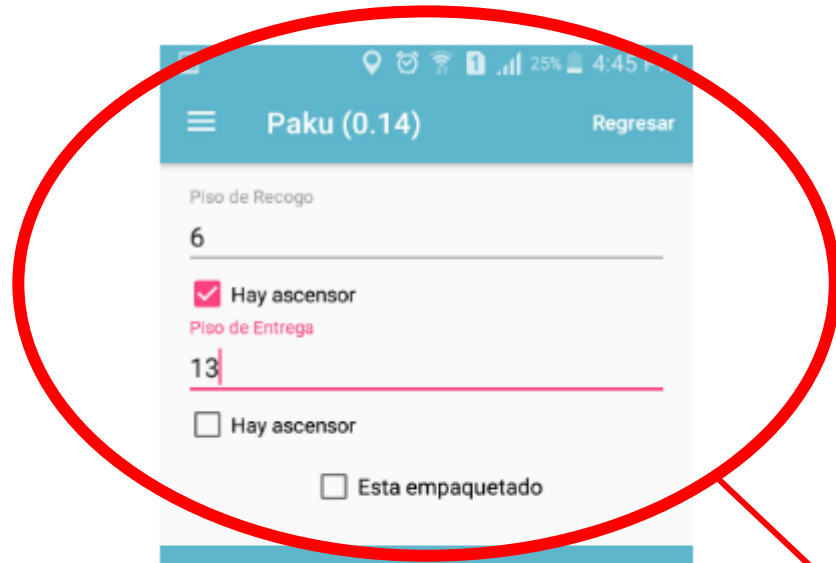 25% 4:45 PM
Paku (0.14) Regresar
Piso de Recogo
6
Hay ascensor
Piso de Entrega
13
Hay ascensor
Esta empaquetado